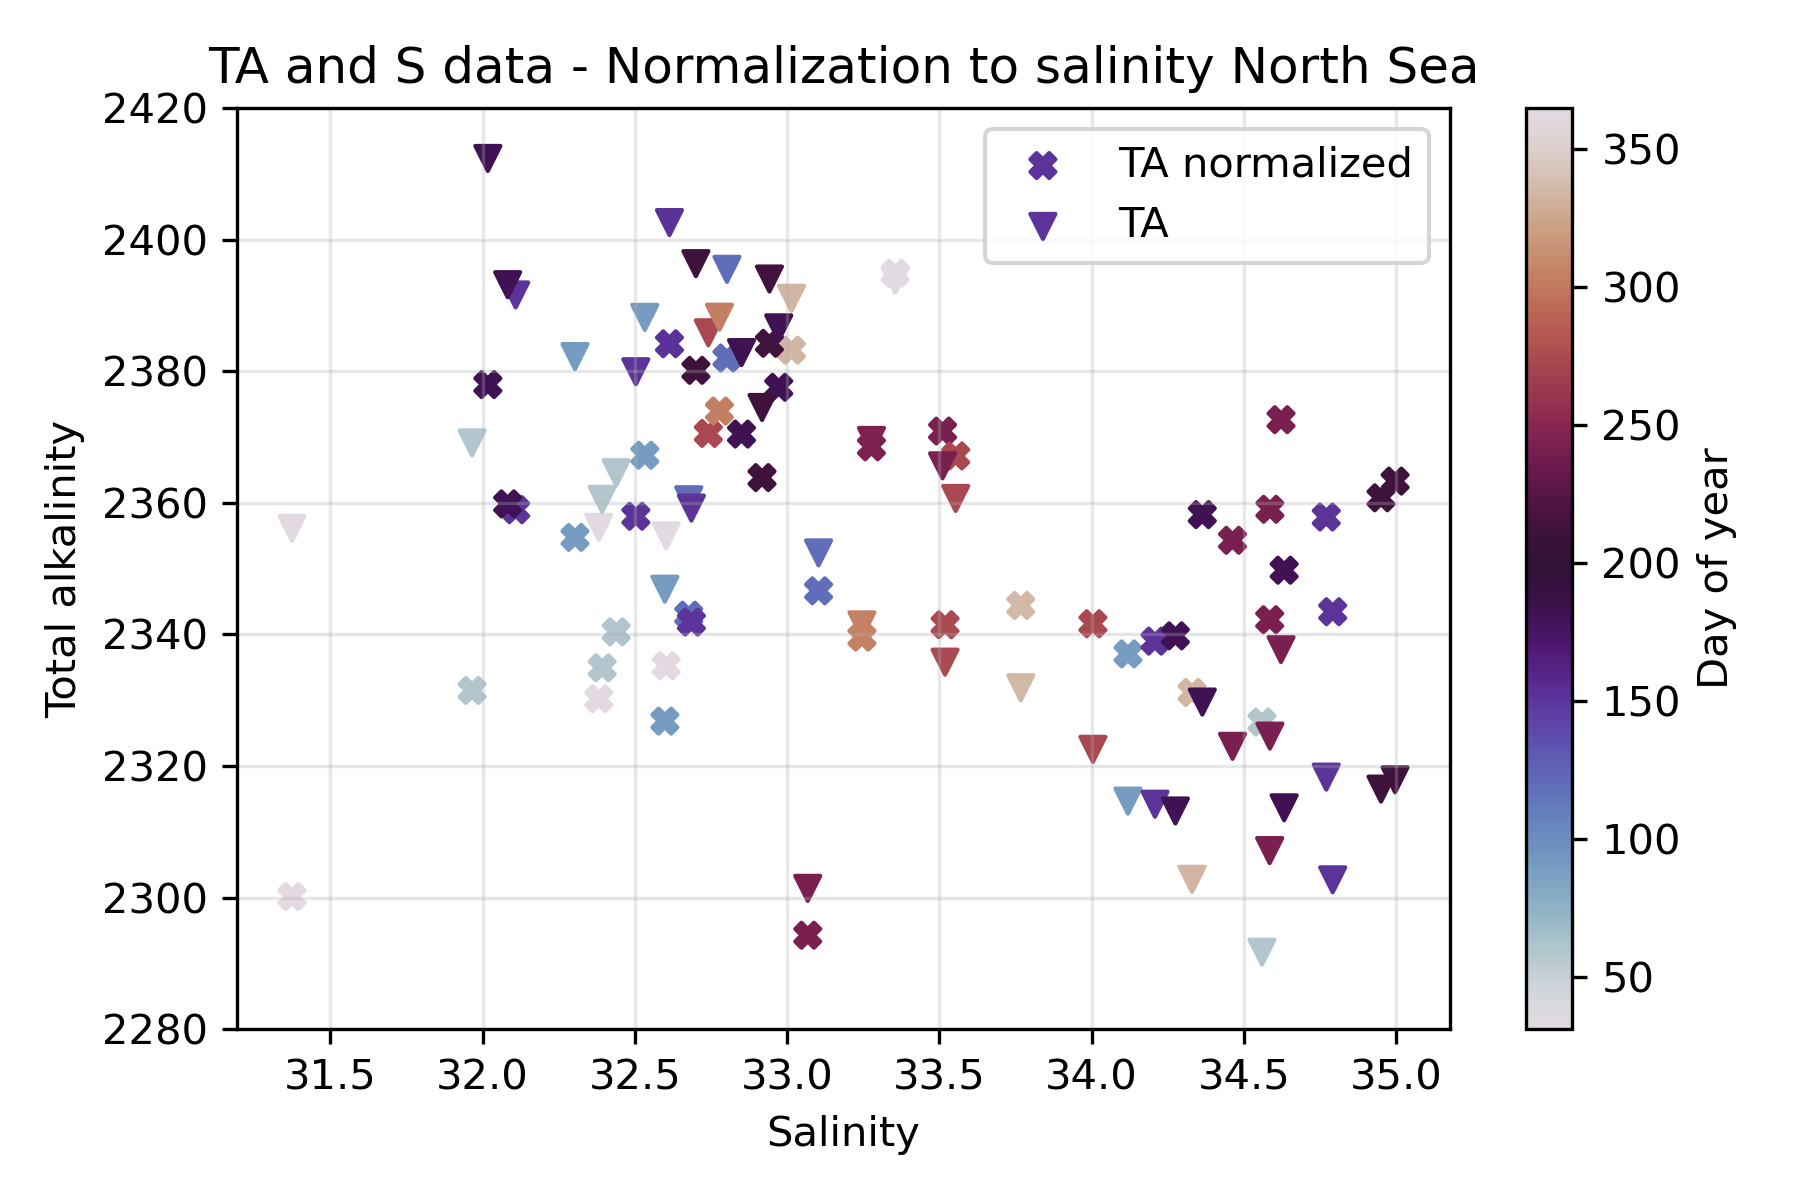 TA and S data - Normalization to salinity North Sea
TA normalized
TA
Total alkalinity
2420
2400
2380
2360
2340
2320
2300
2280
31.5 32.0 32.5 33.0 33.5 34.0 34.5 35.0
Salinity
350
300
250
200
150
100
50
Day of year